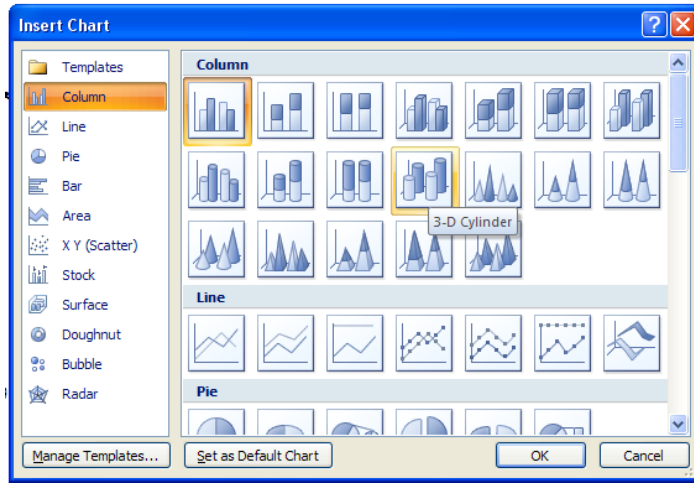 Insert Chart
?
Templates
Column
Line
Pie
Bar
Area
X Y (Scatter)
Stock
Surface
Doughnut
Bubble
Radar
Column
3-D Cylinder
Line
Pie
Manage Templates...
Set as Default Chart
OK
Cancel